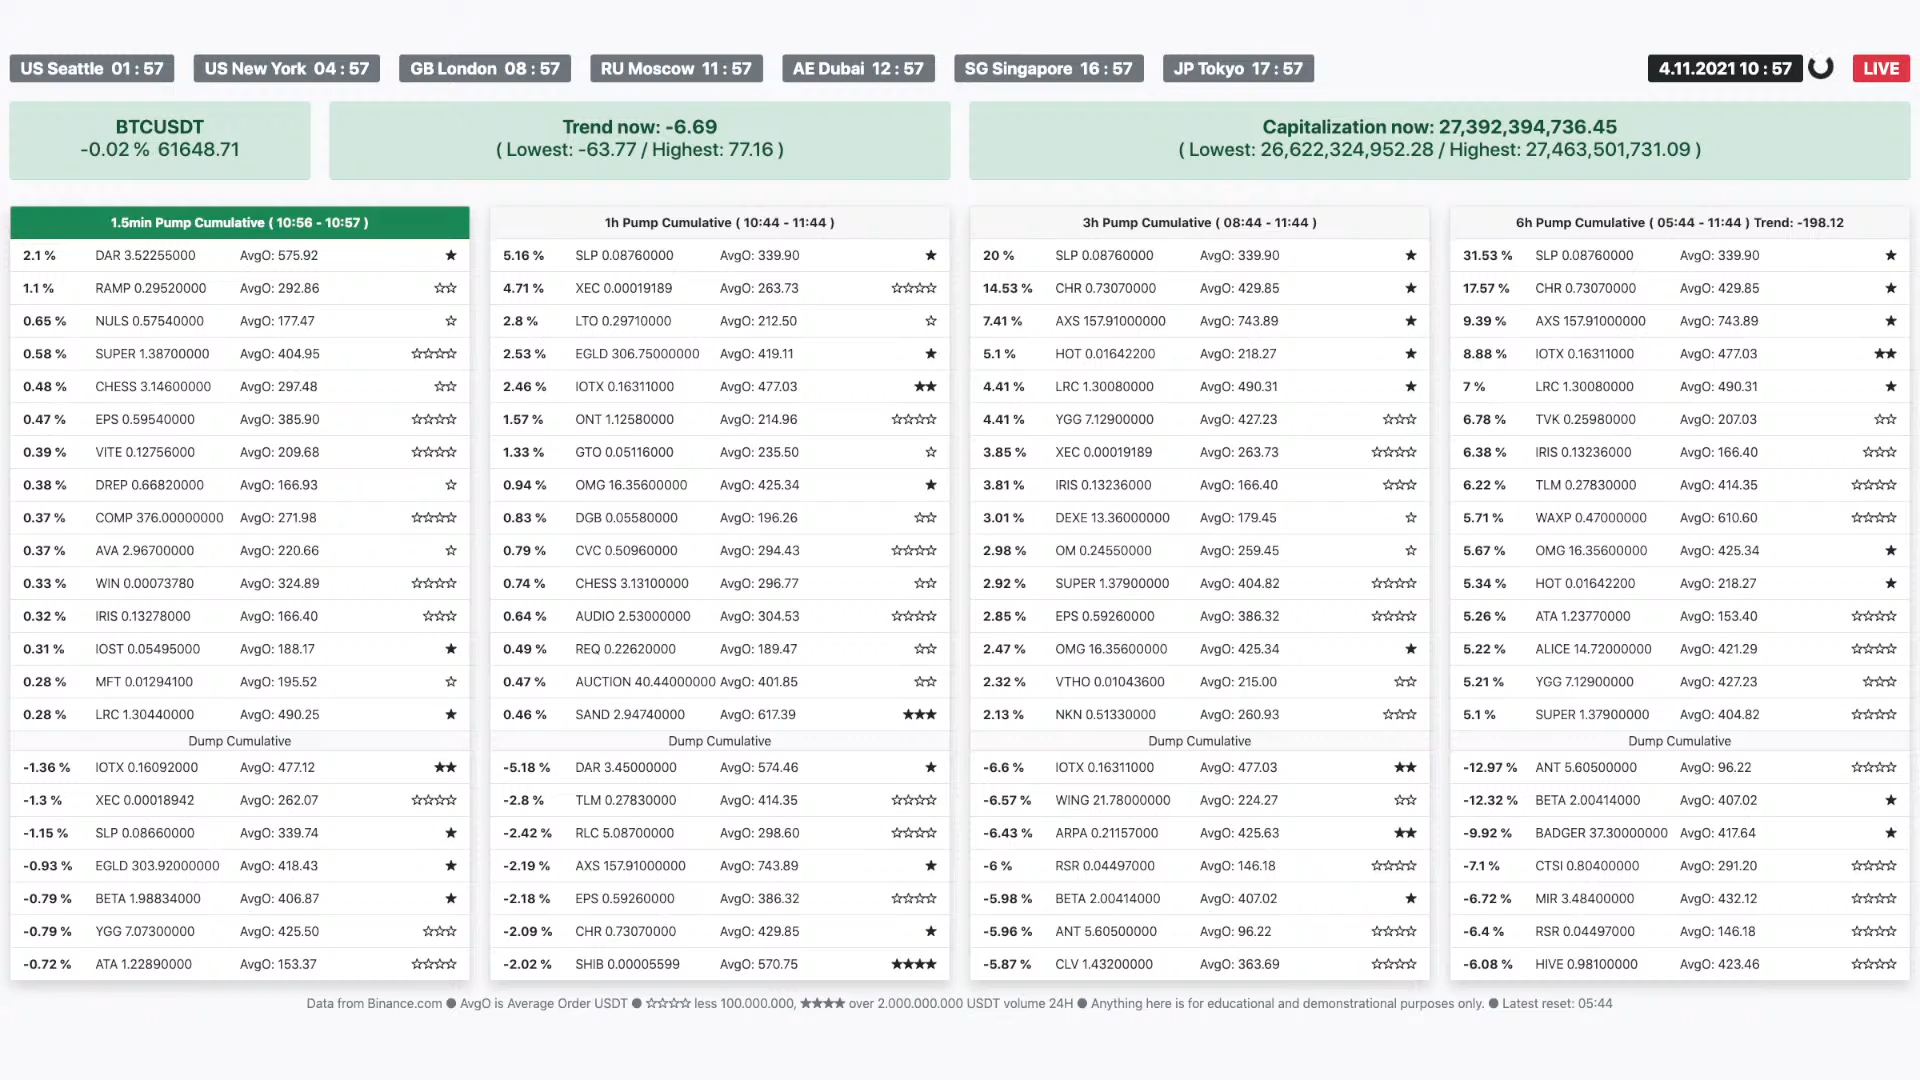 US Seattle 01 : 57 US New York 04 : 57 GB London 08 : 57 RU Moscow 11 : 57 AE Dubai 12 : 57 SG Singapore 16 : 57 JP Tokyo 17 : 57 4.11.2021 10 : 57 LIVE
BTCUSDT
-0.02 % 61648.71
Trend now: -6.69
( Lowest: -63.77 / Highest: 77.16 )
Capitalization now: 27,392,394,736.45
( Lowest: 26,622,324,952.28 / Highest: 27,463,501,731.09 )
1.5min Pump Cumulative ( 10:56 - 10:57 )
2.1 % DAR 3.52255000 AvgO: 575.92 ★
1.1 % RAMP 0.29520000 AvgO: 292.86 ☆☆
0.65 % NULS 0.57540000 AvgO: 177.47 ☆
0.58 % SUPER 1.38700000 AvgO: 404.95 ☆☆☆☆
0.48 % CHESS 3.14600000 AvgO: 297.48 ☆☆
0.47 % EPS 0.59540000 AvgO: 385.90 ☆☆☆☆
0.39 % VITE 0.12756000 AvgO: 209.68 ☆☆☆☆
0.38 % DREP 0.66820000 AvgO: 166.93 ☆
0.37 % COMP 376.00000000 AvgO: 271.98 ☆☆☆☆
0.37 % AVA 2.96700000 AvgO: 220.66 ☆
0.33 % WIN 0.00073780 AvgO: 324.89 ☆☆☆☆
0.32 % IRIS 0.13278000 AvgO: 166.40 ☆☆☆
0.31 % IOST 0.05495000 AvgO: 188.17 ★
0.28 % MFT 0.01294100 AvgO: 195.52 ☆
0.28 % LRC 1.30440000 AvgO: 490.25 ★
Dump Cumulative
-1.36 % IOTX 0.16092000 AvgO: 477.12 ★★
-1.3 % XEC 0.00018942 AvgO: 262.07 ☆☆☆☆
-1.15 % SLP 0.08660000 AvgO: 339.74 ★
-0.93 % EGLD 303.92000000 AvgO: 418.43 ★
-0.79 % BETA 1.98834000 AvgO: 406.87 ★
-0.79 % YGG 7.07300000 AvgO: 425.50 ☆☆☆
-0.72 % ATA 1.22890000 AvgO: 153.37 ☆☆☆☆
1h Pump Cumulative ( 10:44 - 11:44 )
5.16 % SLP 0.08760000 AvgO: 339.90 ★
4.71 % XEC 0.00019189 AvgO: 263.73 ☆☆☆☆
2.8 % LTO 0.29710000 AvgO: 212.50 ☆
2.53 % EGLD 306.75000000 AvgO: 419.11 ★
2.46 % IOTX 0.16311000 AvgO: 477.03 ★★
1.57 % ONT 1.12580000 AvgO: 214.96 ☆☆☆☆
1.33 % GTO 0.05116000 AvgO: 235.50 ☆
0.94 % OMG 16.35600000 AvgO: 425.34 ★
0.83 % DGB 0.05580000 AvgO: 196.26 ☆☆
0.79 % CVC 0.50960000 AvgO: 294.43 ☆☆☆☆
0.74 % CHESS 3.13100000 AvgO: 296.77 ☆☆
0.64 % AUDIO 2.53000000 AvgO: 304.53 ☆☆☆☆
0.49 % REQ 0.22620000 AvgO: 189.47 ☆☆
0.47 % AUCTION 40.44000000 AvgO: 401.85 ☆☆
0.46 % SAND 2.94740000 AvgO: 617.39 ★★★
Dump Cumulative
-5.18 % DAR 3.45000000 AvgO: 574.46 ★
-2.8 % TLM 0.27830000 AvgO: 414.35 ☆☆☆☆
-2.42 % RLC 5.08700000 AvgO: 298.60 ☆☆☆☆
-2.19 % AXS 157.91000000 AvgO: 743.89 ★
-2.18 % EPS 0.59260000 AvgO: 386.32 ☆☆☆☆
-2.09 % CHR 0.73070000 AvgO: 429.85 ★
-2.02 % SHIB 0.00005599 AvgO: 570.75 ★★★★
3h Pump Cumulative ( 08:44 - 11:44 )
20 % SLP 0.08760000 AvgO: 339.90 ★
14.53 % CHR 0.73070000 AvgO: 429.85 ★
7.41 % AXS 157.91000000 AvgO: 743.89 ★
5.1 % HOT 0.01642200 AvgO: 218.27 ★
4.41 % LRC 1.30080000 AvgO: 490.31 ★
4.41 % YGG 7.12900000 AvgO: 427.23 ☆☆☆
3.85 % XEC 0.00019189 AvgO: 263.73 ☆☆☆☆
3.81 % IRIS 0.13236000 AvgO: 166.40 ☆☆☆
3.01 % DEXE 13.36000000 AvgO: 179.45 ☆
2.98 % OM 0.24550000 AvgO: 259.45 ☆
2.92 % SUPER 1.37900000 AvgO: 404.82 ☆☆☆☆
2.85 % EPS 0.59260000 AvgO: 386.32 ☆☆☆☆
2.47 % OMG 16.35600000 AvgO: 425.34 ★
2.32 % VTHO 0.01043600 AvgO: 215.00 ☆☆
2.13 % NKN 0.51330000 AvgO: 260.93 ☆☆☆
Dump Cumulative
-6.6 % IOTX 0.16311000 AvgO: 477.03 ★★
-6.57 % WING 21.78000000 AvgO: 224.27 ☆☆
-6.43 % ARPA 0.21157000 AvgO: 425.63 ★★
-6 % RSR 0.04497000 AvgO: 146.18 ☆☆☆☆
-5.98 % BETA 2.00414000 AvgO: 407.02 ★
-5.96 % ANT 5.60500000 AvgO: 96.22 ☆☆☆☆
-5.87 % CLV 1.43200000 AvgO: 363.69 ☆☆☆☆
6h Pump Cumulative ( 05:44 - 11:44 ) Trend: -198.12
31.53 % SLP 0.08760000 AvgO: 339.90 ★
17.57 % CHR 0.73070000 AvgO: 429.85 ★
9.39 % AXS 157.91000000 AvgO: 743.89 ★
8.88 % IOTX 0.16311000 AvgO: 477.03 ★★
7 % LRC 1.30080000 AvgO: 490.31 ★
6.78 % TVK 0.25980000 AvgO: 207.03 ☆☆
6.38 % IRIS 0.13236000 AvgO: 166.40 ☆☆☆
6.22 % TLM 0.27830000 AvgO: 414.35 ☆☆☆☆
5.71 % WAXP 0.47000000 AvgO: 610.60 ☆☆☆☆
5.67 % OMG 16.35600000 AvgO: 425.34 ★
5.34 % HOT 0.01642200 AvgO: 218.27 ★
5.26 % ATA 1.23770000 AvgO: 153.40 ☆☆☆☆
5.22 % ALICE 14.72000000 AvgO: 421.29 ☆☆☆☆
5.21 % YGG 7.12900000 AvgO: 427.23 ☆☆☆
5.1 % SUPER 1.37900000 AvgO: 404.82 ☆☆☆☆
Dump Cumulative
-12.97 % ANT 5.60500000 AvgO: 96.22 ☆☆☆☆
-12.32 % BETA 2.00414000 AvgO: 407.02 ★
-9.92 % BADGER 37.30000000 AvgO: 417.64 ★
-7.1 % CTSI 0.80400000 AvgO: 291.20 ☆☆☆☆
-6.72 % MIR 3.48400000 AvgO: 432.12 ☆☆☆☆
-6.4 % RSR 0.04497000 AvgO: 146.18 ☆☆☆☆
-6.08 % HIVE 0.98100000 AvgO: 423.46 ☆☆☆☆
Data from Binance.com ● AvgO is Average Order USDT ● ☆☆☆☆ less 100.000.000, ★★★★ over 2.000.000.000 USDT volume 24H ● Anything here is for educational and demonstrational purposes only. ● Latest reset: 05:44